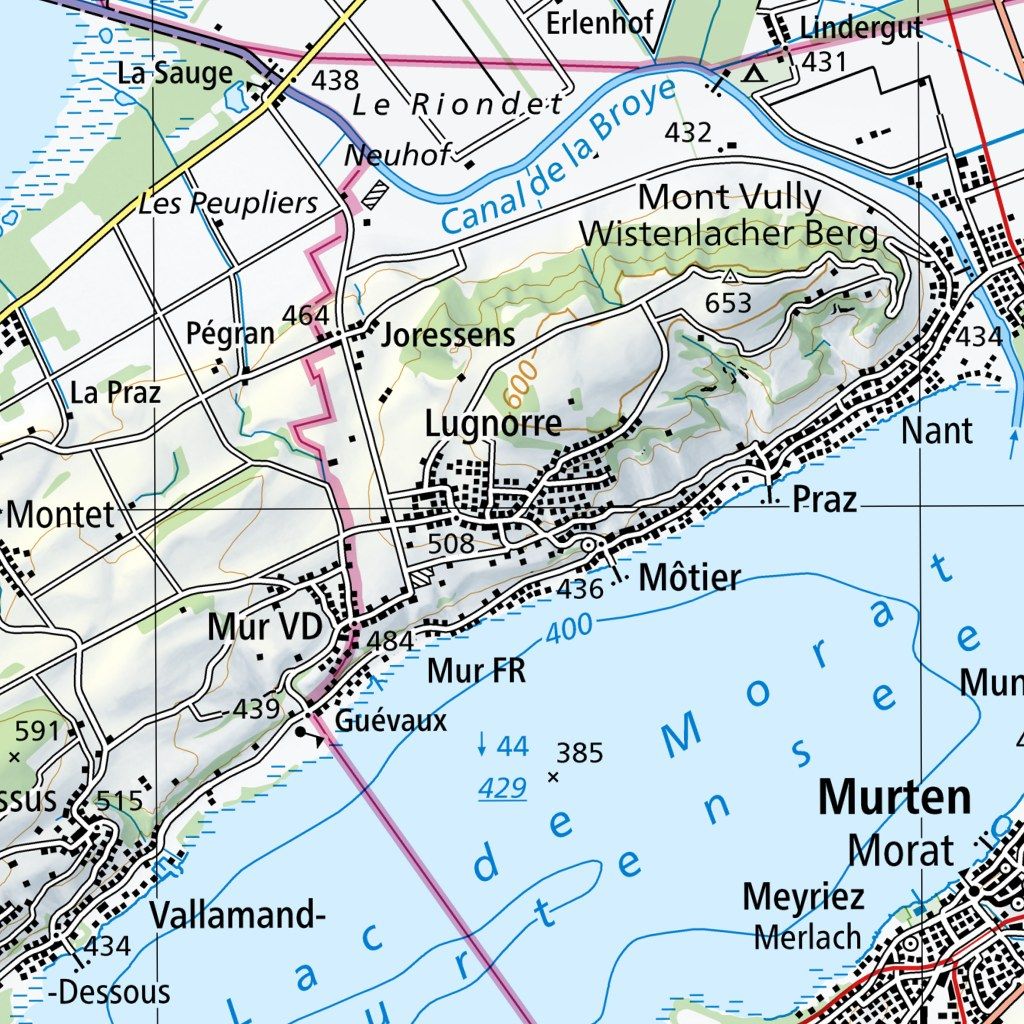 Erlenhof
Lindergut
431
La Sauge
438
Le Riondet
Canal de la Broye
432
Neuhof
Les Peupliers
Mont Vully
Wistenlacher Berg
653
464
Pégran
Joressens
434
La Praz
600
Lugnorre
Nant
Montet
Praz
508
436
Môtier
400
Mur VD
484
Mur FR
439
Guévaux
591
Mun
44
385
429
ssus
515
Murten
Morat
Meyriez
Merlach
Vallamand-
434
-Dessous
Lac de Morat
urtensee